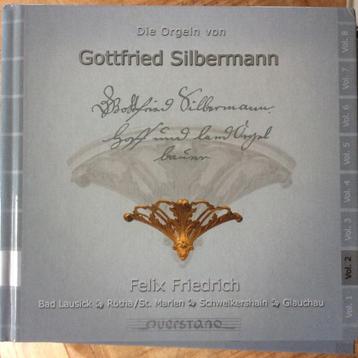 Die Orgeln von
Gottfried Silbermann
Gottfried Silbermann.
Hoff und land Orgel
bauer
Felix Friedrich
Bad Lausick Rötha/St. Marien Schweikershain Glauchau
querstand
Vol. 1
Vol. 2
Vol. 3
Vol. 4
Vol. 5
Vol. 6
Vol. 7
Vol. 8